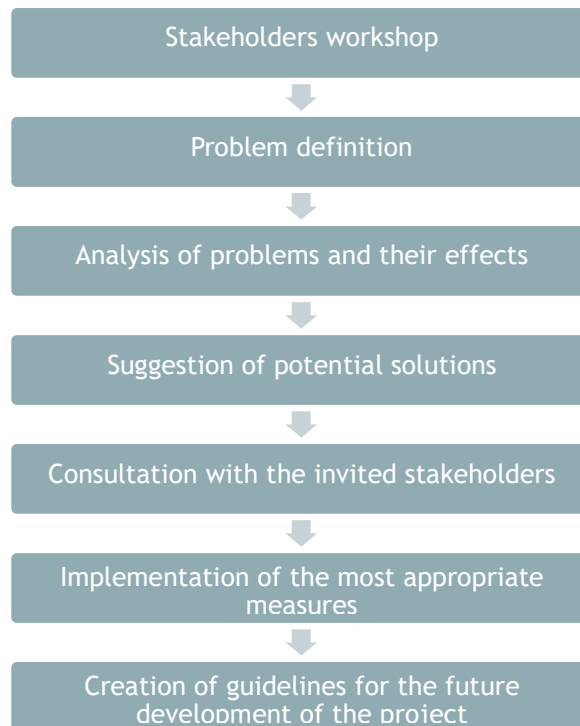 Stakeholders workshop
Problem definition
Analysis of problems and their effects
Suggestion of potential solutions
Consultation with the invited stakeholders
Implementation of the most appropriate
measures
Creation of guidelines for the future
development of the project